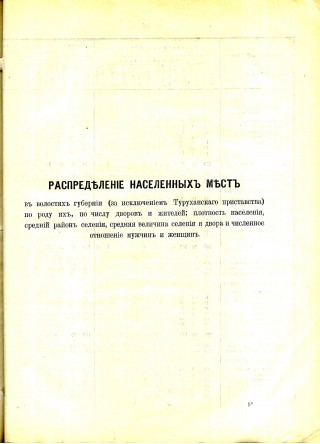 РАСПРЕДѢЛЕНІЕ НАСЕЛЕННЫХЪ МѢСТЪ
въ волостяхъ губерніи (за исключеніемъ Туруханскаго приставства)
по роду ихъ, по числу дворовъ и жителей; плотность населенія,
средній районъ селенія, средняя величина селенія и двора и численное
отношеніе мужчинъ и женщинъ.